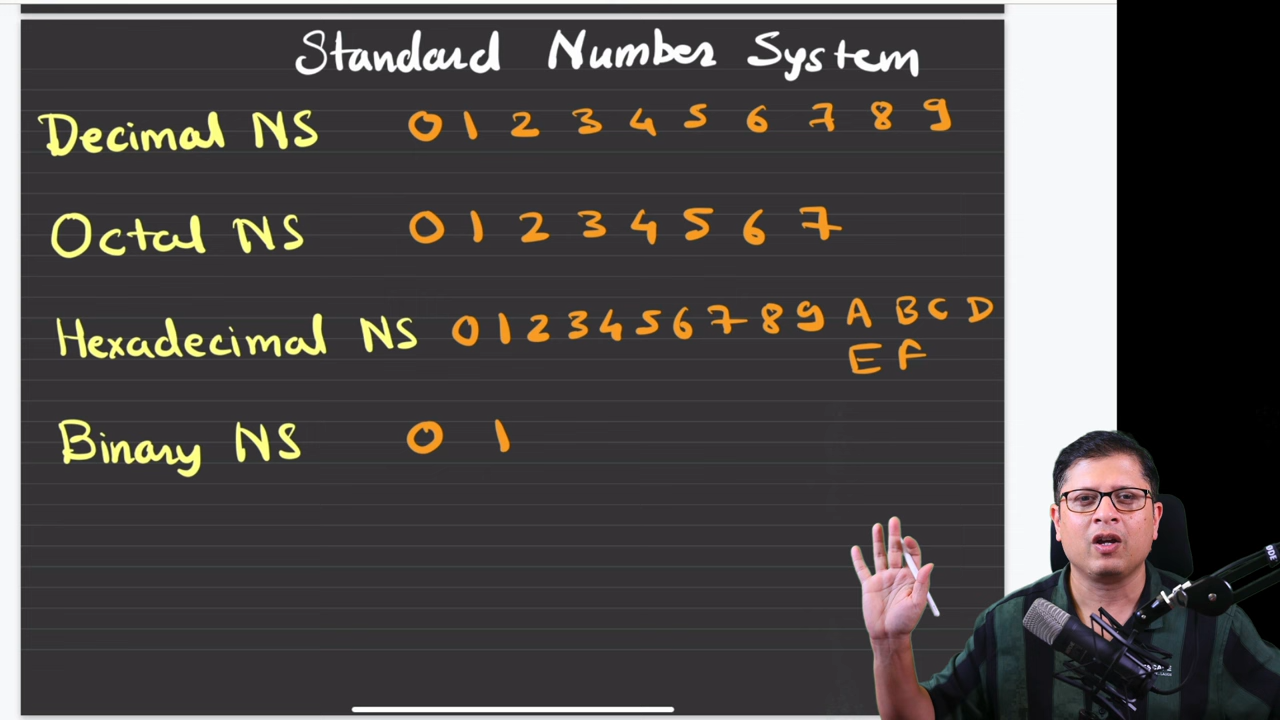 Standard Number System
Decimal NS 0 1 2 3 4 5 6 7 8 9
Octal NS 0 1 2 3 4 5 6 7
Hexadecimal NS 0 1 2 3 4 5 6 7 8 9 A B C D
E F
Binary NS 0 1